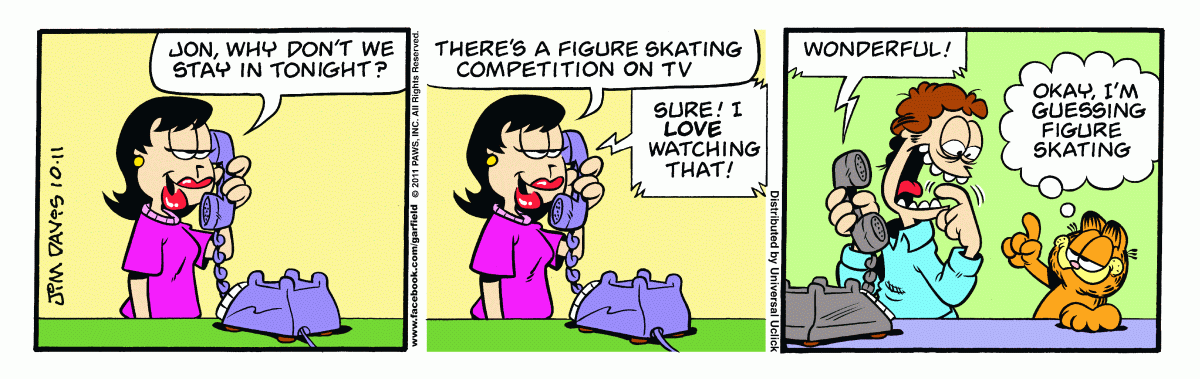 JON, WHY DON'T WE
STAY IN TONIGHT?
JIM DAVIS 10·11
www.facebook.com/garfield © 2011 PAWS, INC. All Rights Reserved.
THERE'S A FIGURE SKATING
COMPETITION ON TV
SURE! I
LOVE
WATCHING
THAT!
Distributed by Universal Uclick
WONDERFUL!
OKAY, I'M
GUESSING
FIGURE
SKATING